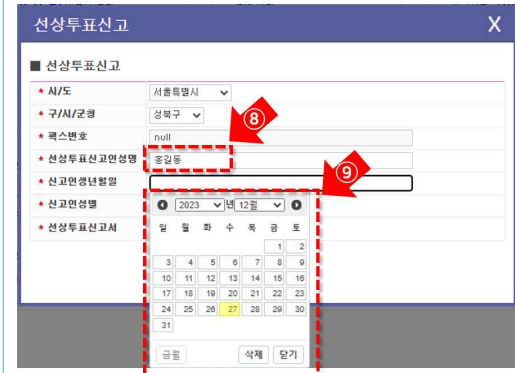 선상투표신고 X
■ 선상투표신고
* 시/도 서울특별시
* 구/시/군청 성북구
* 팩스번호 null
⑧
* 선상투표신고인성명 홍길동
⑨
* 신고인생년월일
* 신고인성별
* 선상투표신고서
2023 년 12월
일 월 화 수 목 금 토
1 2
3 4 5 6 7 8 9
10 11 12 13 14 15 16
17 18 19 20 21 22 23
24 25 26 27 28 29 30
31
금월 삭제 닫기